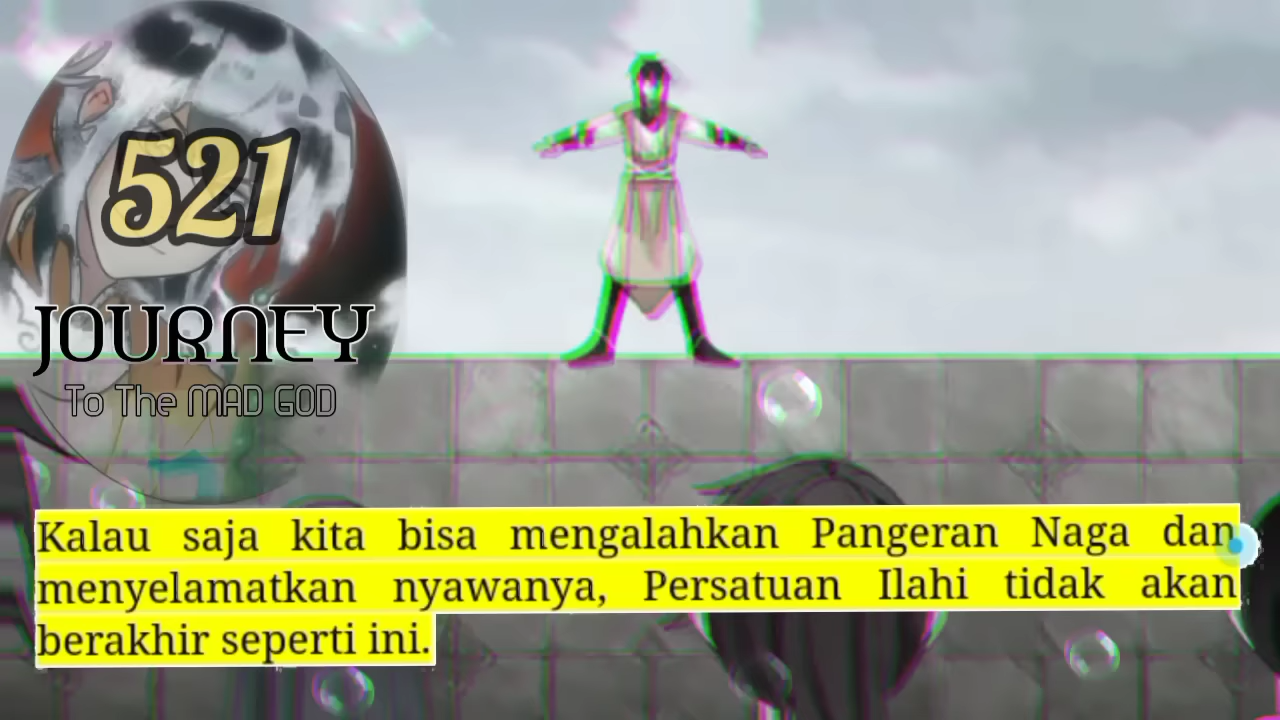 521
JOURNEY
To The MAD GOD
Kalau saja kita bisa mengalahkan Pangeran Naga dan
menyelamatkan nyawanya, Persatuan Ilahi tidak akan
berakhir seperti ini.